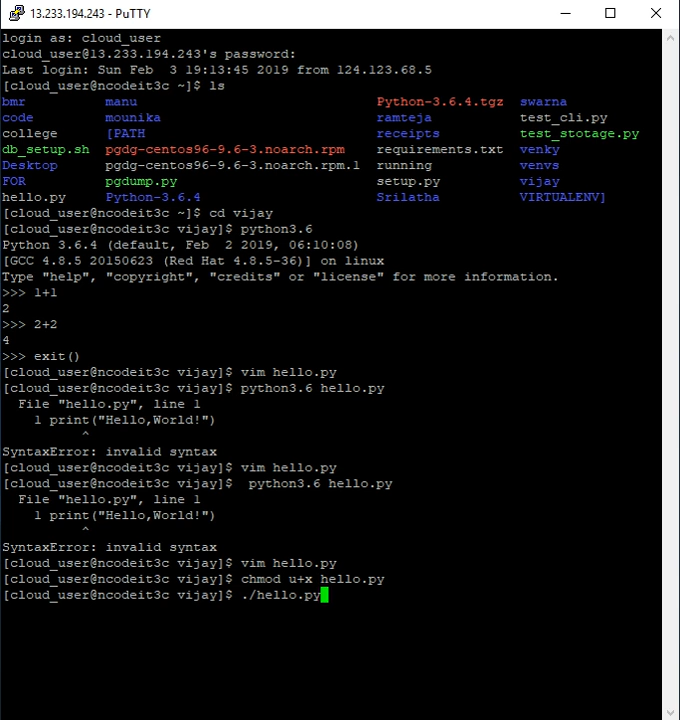 13.233.194.243 - PuTTY
login as: cloud_user
cloud_user@13.233.194.243's password:
Last login: Sun Feb  3 19:13:45 2019 from 124.123.68.5
[cloud_user@ncodeit3c ~]$ ls
bmr          manu                              Python-3.6.4.tgz  swarna
code         mounika                           ramteja           test_cli.py
college      [PATH                             receipts          test_stotage.py
db_setup.sh  pgdg-centos96-9.6-3.noarch.rpm    requirements.txt  venky
Desktop      pgdg-centos96-9.6-3.noarch.rpm.1  running           venvs
FOR          pgdump.py                         setup.py          vijay
hello.py     Python-3.6.4                      Srilatha          VIRTUALENV]
[cloud_user@ncodeit3c ~]$ cd vijay
[cloud_user@ncodeit3c vijay]$ python3.6
Python 3.6.4 (default, Feb  2 2019, 06:10:08)
[GCC 4.8.5 20150623 (Red Hat 4.8.5-36)] on linux
Type "help", "copyright", "credits" or "license" for more information.
>>> 1+1
2
>>> 2+2
4
>>> exit()
[cloud_user@ncodeit3c vijay]$ vim hello.py
[cloud_user@ncodeit3c vijay]$ python3.6 hello.py
  File "hello.py", line 1
    1 print("Hello,World!")
          ^
SyntaxError: invalid syntax
[cloud_user@ncodeit3c vijay]$ vim hello.py
[cloud_user@ncodeit3c vijay]$  python3.6 hello.py
  File "hello.py", line 1
    1 print("Hello,World!")
          ^
SyntaxError: invalid syntax
[cloud_user@ncodeit3c vijay]$ vim hello.py
[cloud_user@ncodeit3c vijay]$ chmod u+x hello.py
[cloud_user@ncodeit3c vijay]$ ./hello.py